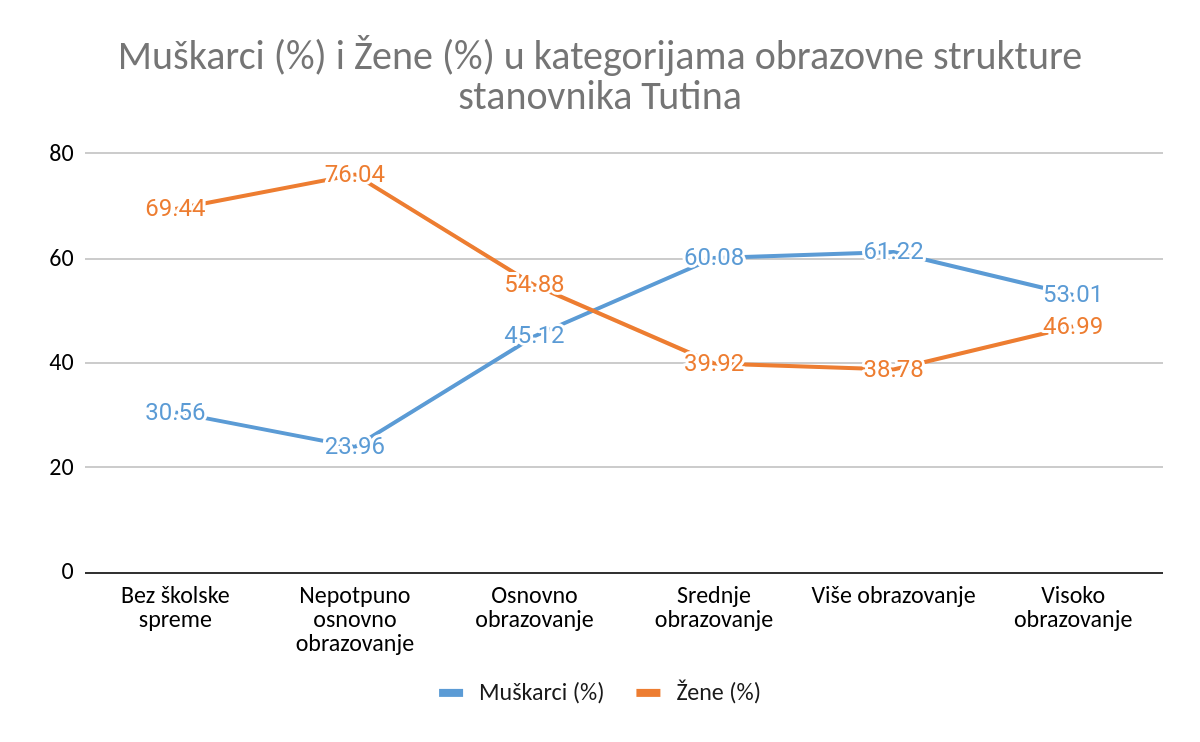 Muškarci (%) i Žene (%) u kategorijama obrazovne strukture
stanovnika Tutina
80
60
40
20
0
69.44
76.04
54.88
39.92
38.78
46.99
30.56
23.96
45.12
60.08
61.22
53.01
Bez školske
spreme
Nepotpuno
osnovno
obrazovanje
Osnovno
obrazovanje
Srednje
obrazovanje
Više obrazovanje
Visoko
obrazovanje
Muškarci (%)
Žene (%)